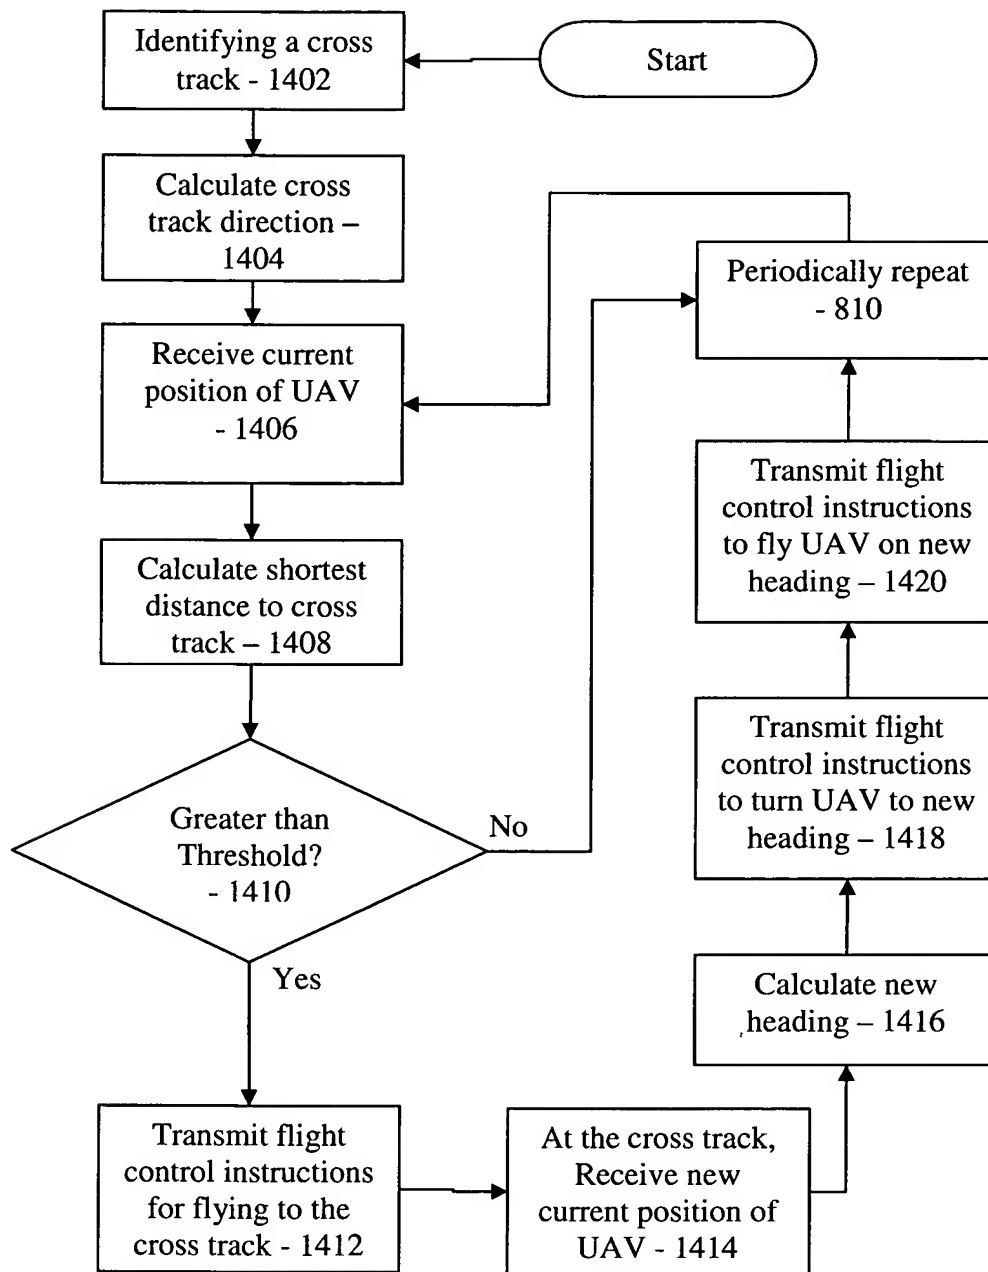 Start
Identifying a cross
track - 1402
Calculate cross
track direction –
1404
Receive current
position of UAV
- 1406
Calculate shortest
distance to cross
track – 1408
Greater than
Threshold?
- 1410
No
Yes
Transmit flight
control instructions
for flying to the
cross track - 1412
At the cross track,
Receive new
current position of
UAV - 1414
Calculate new
heading – 1416
Transmit flight
control instructions
to turn UAV to new
heading – 1418
Transmit flight
control instructions
to fly UAV on new
heading – 1420
Periodically repeat
- 810